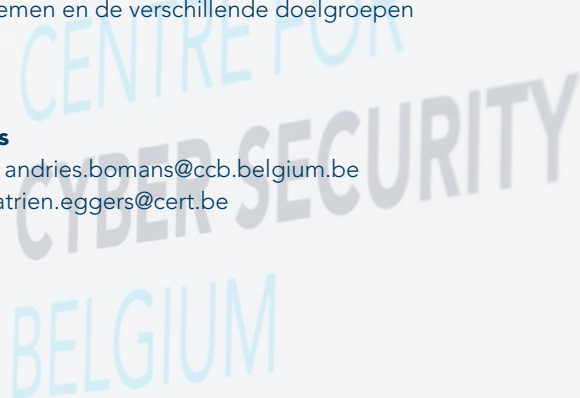 emen en de verschillende doelgroepen
CENTRE FOR
s
andries.bomans@ccb.belgium.be
CYBER SECURITY
atrien.eggers@cert.be
BELGIUM